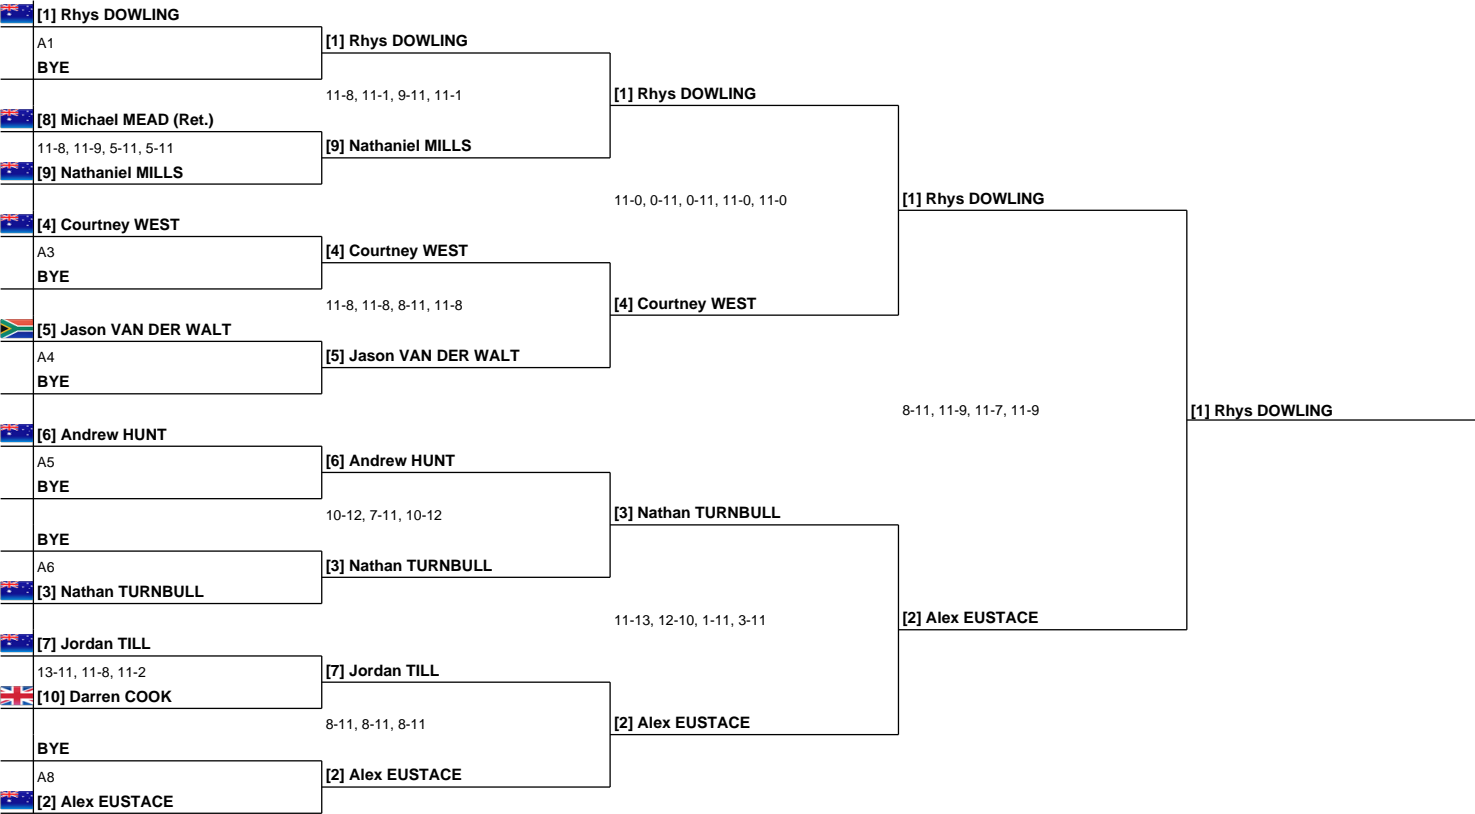 [1] Rhys DOWLING
A1
BYE
[8] Michael MEAD (Ret.)
11-8, 11-9, 5-11, 5-11
[9] Nathaniel MILLS
[4] Courtney WEST
A3
BYE
[5] Jason VAN DER WALT
A4
BYE
[6] Andrew HUNT
A5
BYE
BYE
A6
[3] Nathan TURNBULL
[7] Jordan TILL
13-11, 11-8, 11-2
[10] Darren COOK
BYE
A8
[2] Alex EUSTACE
[1] Rhys DOWLING
11-8, 11-1, 9-11, 11-1
[9] Nathaniel MILLS
[4] Courtney WEST
11-8, 11-8, 8-11, 11-8
[5] Jason VAN DER WALT
[6] Andrew HUNT
10-12, 7-11, 10-12
[3] Nathan TURNBULL
[7] Jordan TILL
8-11, 8-11, 8-11
[2] Alex EUSTACE
[1] Rhys DOWLING
11-0, 0-11, 0-11, 11-0, 11-0
[4] Courtney WEST
[3] Nathan TURNBULL
11-13, 12-10, 1-11, 3-11
[2] Alex EUSTACE
[1] Rhys DOWLING
8-11, 11-9, 11-7, 11-9
[2] Alex EUSTACE
[1] Rhys DOWLING